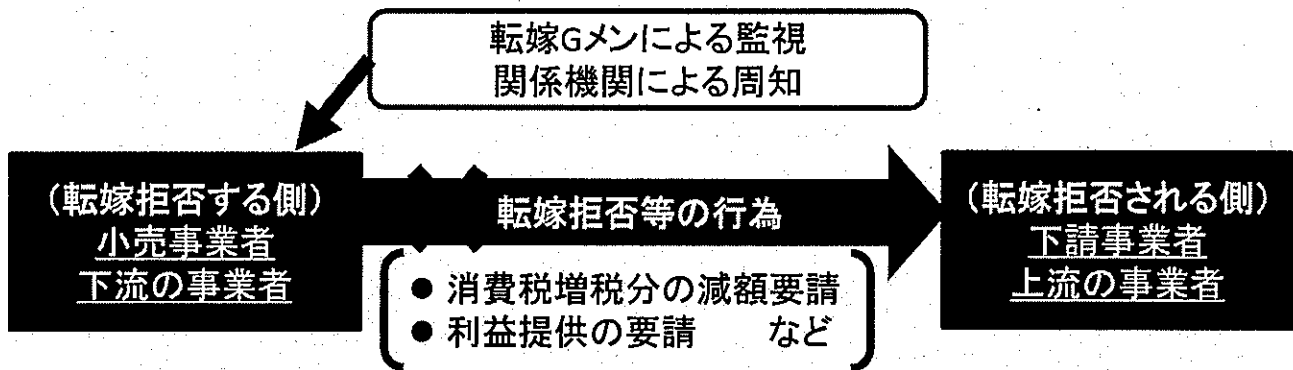 転嫁Gメンによる監視
関係機関による周知
(転嫁拒否する側)
小売事業者
下流の事業者
転嫁拒否等の行為
● 消費税増税分の減額要請
● 利益提供の要請　　など
(転嫁拒否される側)
下請事業者
上流の事業者